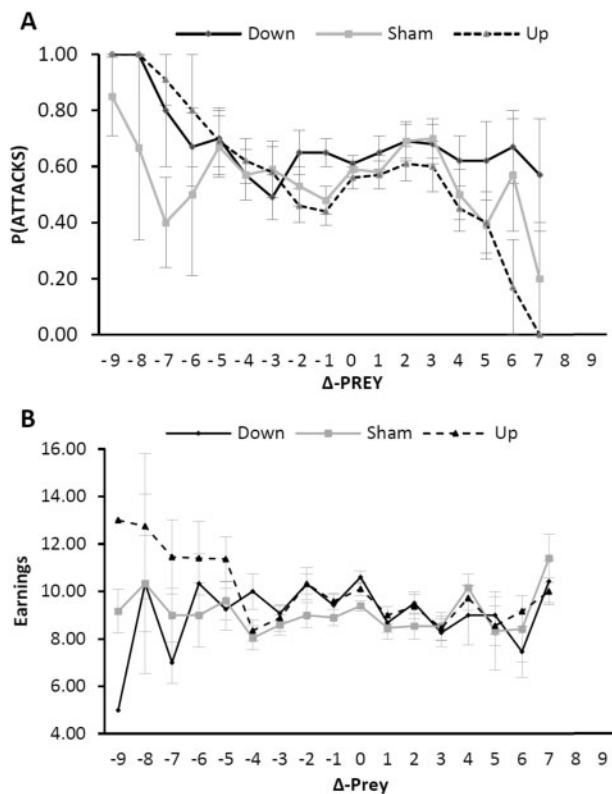 A
Down Sham Up
1.00
0.80
0.60
0.40
0.20
0.00
P(ATTACKS)
-9 -8 -7 -6 -5 -4 -3 -2 -1 0 1 2 3 4 5 6 7 8 9
Δ-PREY
B
Down Sham Up
16.00
14.00
12.00
10.00
8.00
6.00
4.00
Earnings
-9 -8 -7 -6 -5 -4 -3 -2 -1 0 1 2 3 4 5 6 7 8 9
Δ-Prey